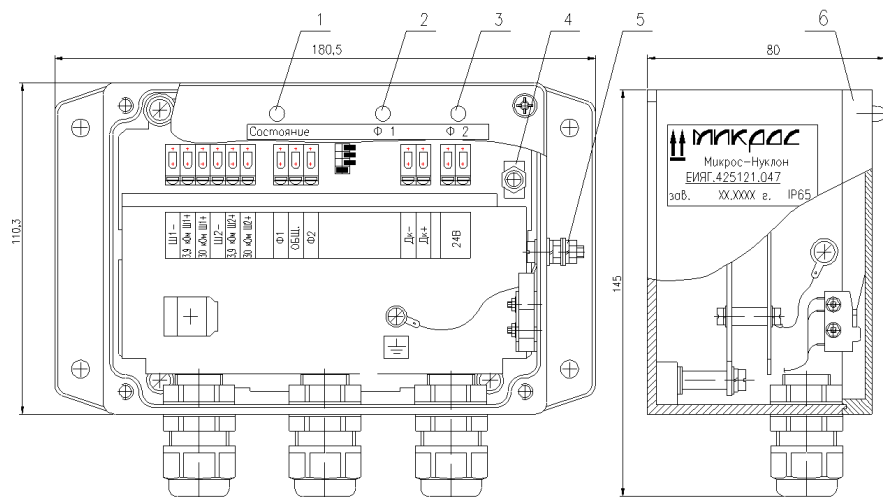 1
2
3
4
5
6
180,5
80
110,3
145
Состояние Ф 1 Ф 2
Ш1-
3,9 кОм Ш1+
30 кОм Ш1+
Ш2-
3,9 кОм Ш2+
30 кОм Ш2+
Ф1
ОБЩ.
Ф2
Дк-
Дк+
24В
микрос
Микрос-Нуклон
ЕИЯГ.425121.047
зав. XX.XXXX г. IP65